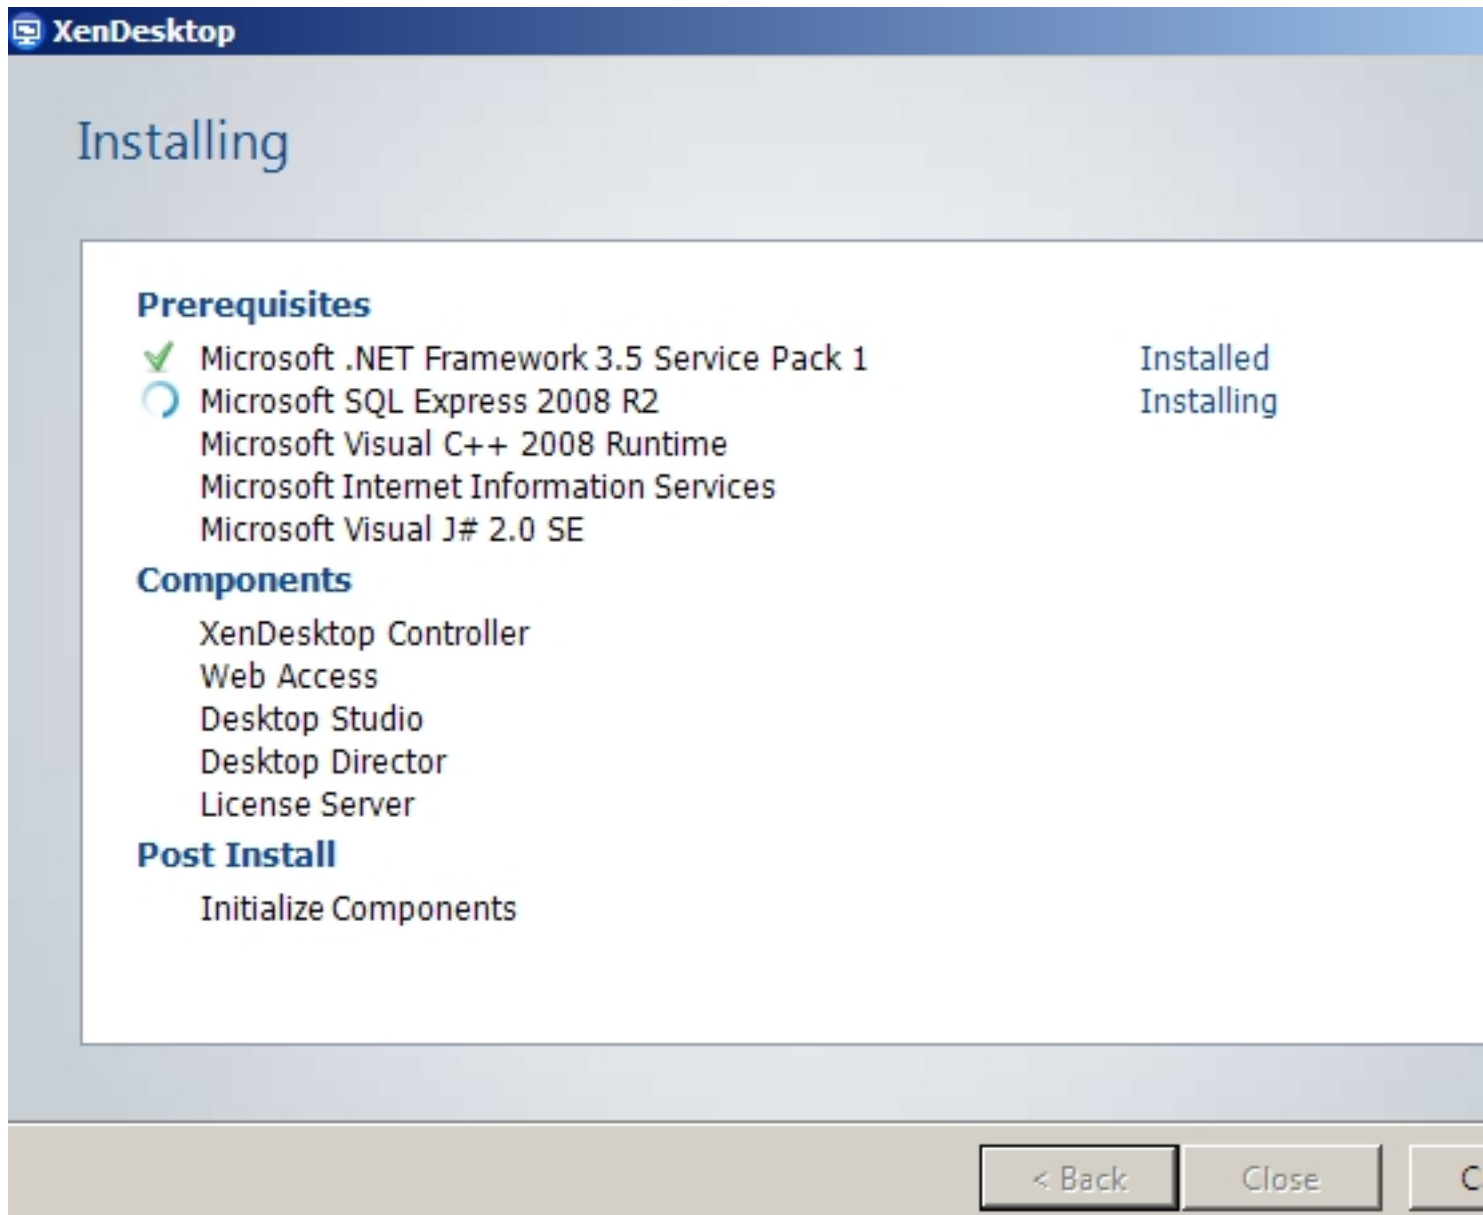 XenDesktop
Installing
Prerequisites
Microsoft .NET Framework 3.5 Service Pack 1 Installed
Microsoft SQL Express 2008 R2 Installing
Microsoft Visual C++ 2008 Runtime
Microsoft Internet Information Services
Microsoft Visual J# 2.0 SE
Components
XenDesktop Controller
Web Access
Desktop Studio
Desktop Director
License Server
Post Install
Initialize Components
< Back Close